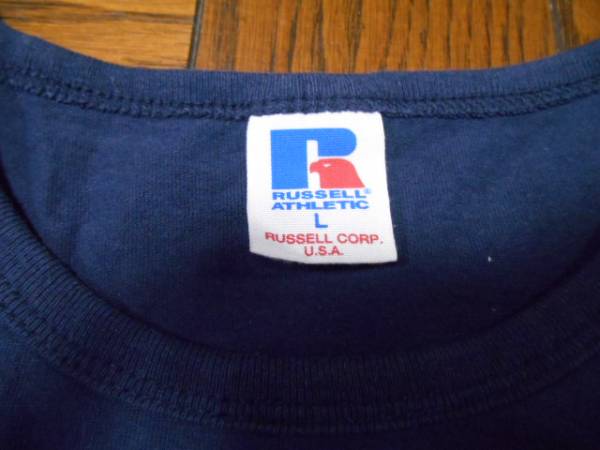 R
RUSSELL®
ATHLETIC
L
RUSSELL CORP.
U.S.A.